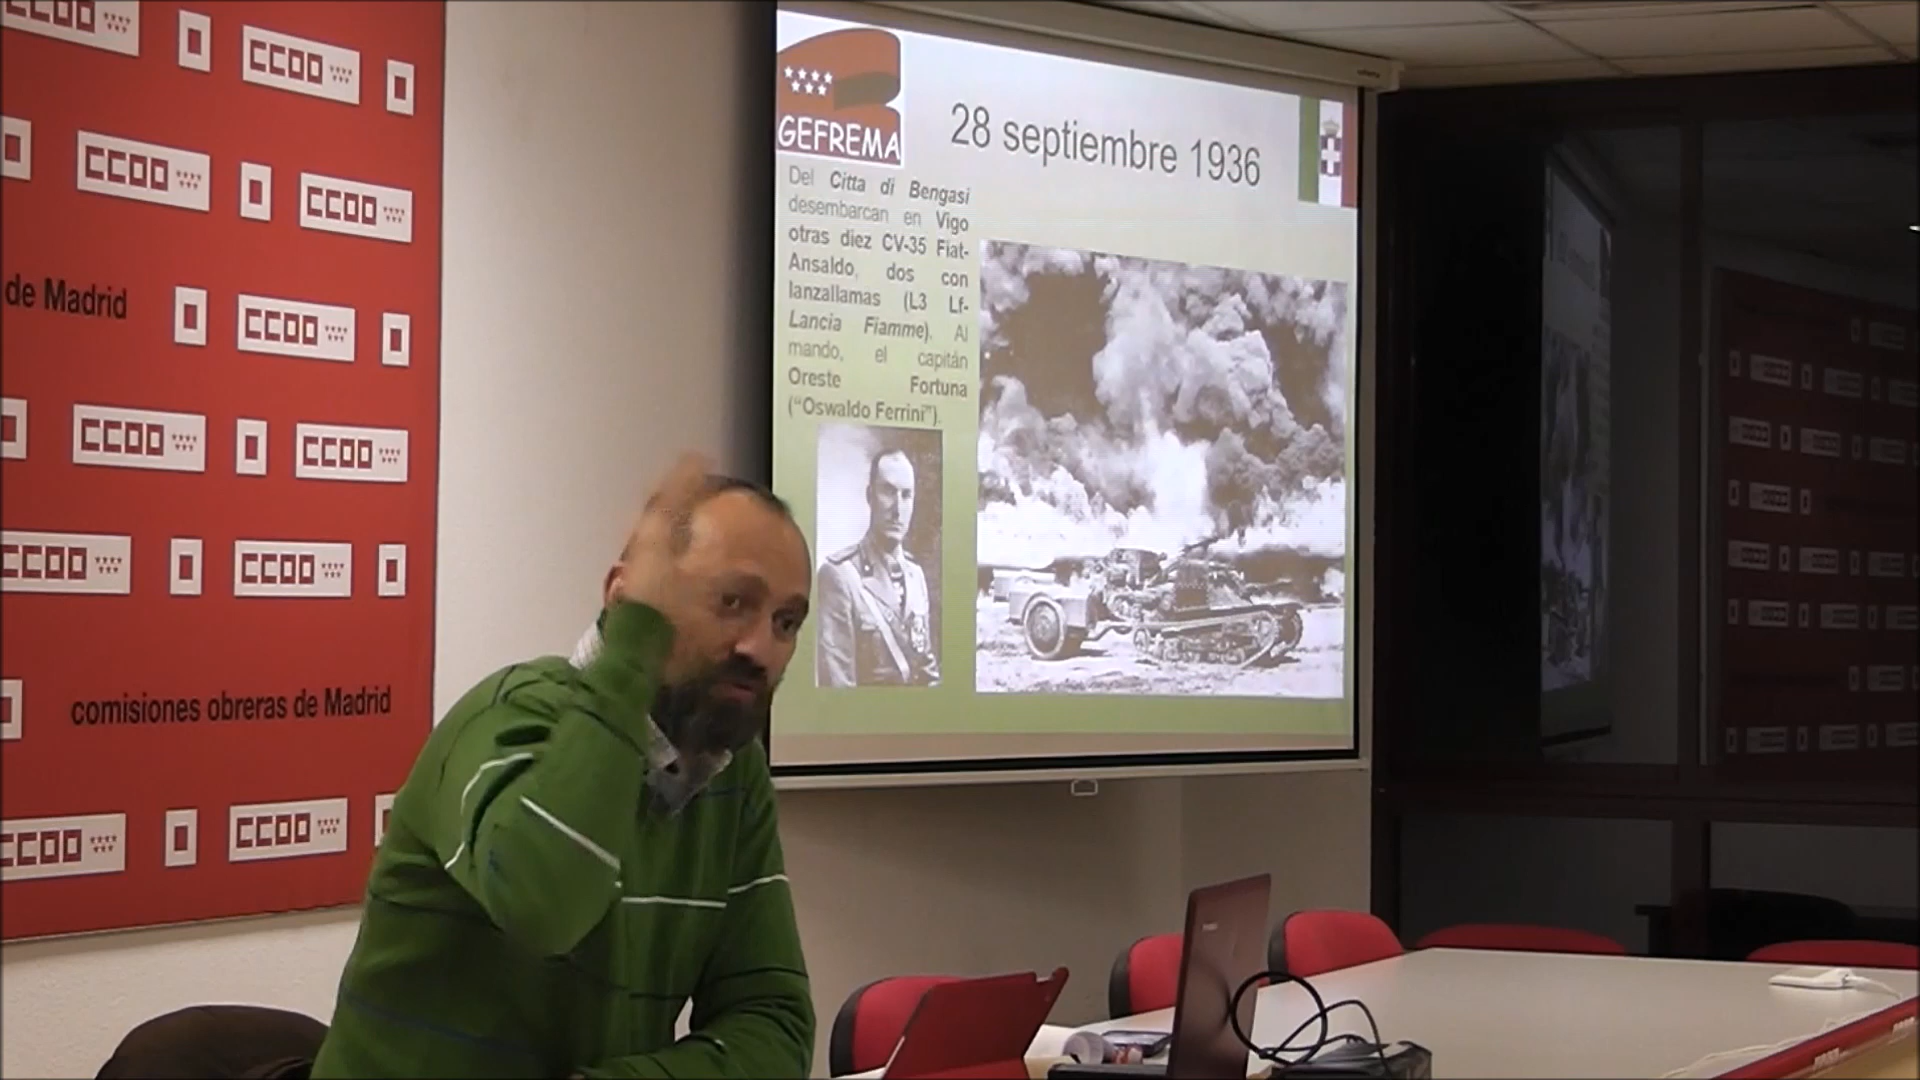 CCOO
CCOO
CCOO
CCOO
de Madrid
CCOO
CCOO
CCOO
CCOO
CCOO
comisiones obreras de Madrid
CCOO
CCOO
GEFREMA
28 septiembre 1936
Del Citta di Bengasi
desembarcan en Vigo
otras diez CV-35 Fiat-
Ansaldo, dos con
lanzallamas (L3 Lf-
Lancia Fiamme). Al
mando, el capitán
Oreste Fortuna
("Oswaldo Ferrini").